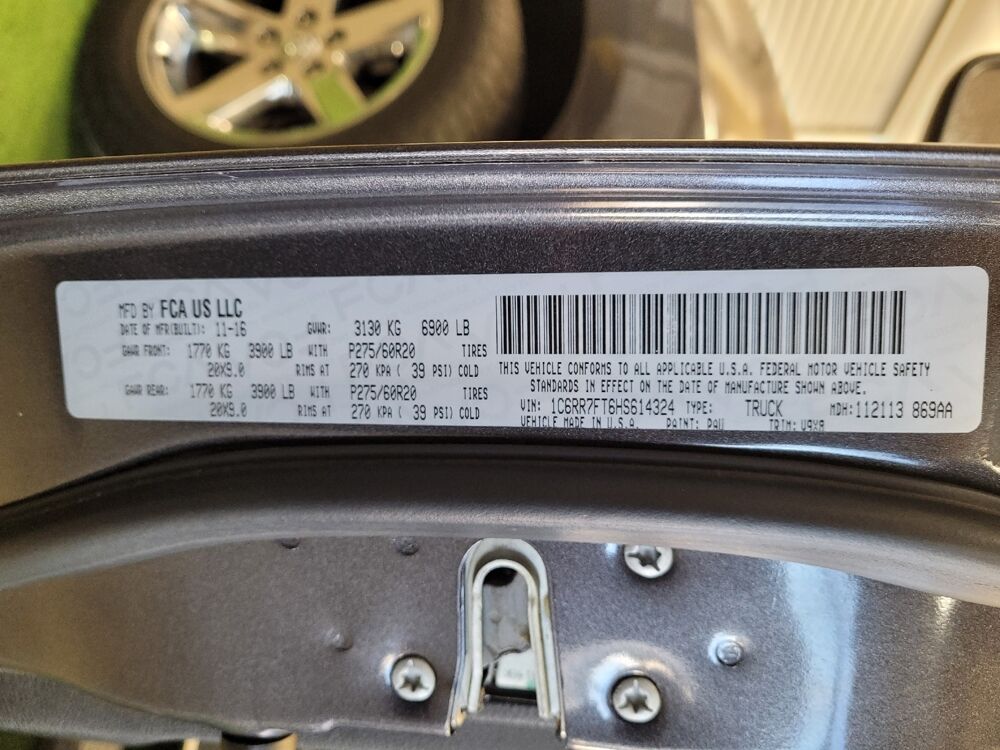 MFD BY FCA US LLC
DATE OF MFR(BUILT): 11-16 GVWR: 3130 KG 6900 LB
GAWR FRONT: 1770 KG 3900 LB WITH P275/60R20 TIRES
20X9.0 RIMS AT 270 KPA ( 39 PSI) COLD
GAWR REAR: 1770 KG 3900 LB WITH P275/60R20 TIRES
20X9.0 RIMS AT 270 KPA ( 39 PSI) COLD
THIS VEHICLE CONFORMS TO ALL APPLICABLE U.S.A. FEDERAL MOTOR VEHICLE SAFETY
STANDARDS IN EFFECT ON THE DATE OF MANUFACTURE SHOWN ABOVE.
VIN: 1C6RR7FT6HS614324 TYPE: TRUCK MDH:112113 869AA
VEHICLE MADE IN U.S.A. PAINT: PAU TRIM: V9X8